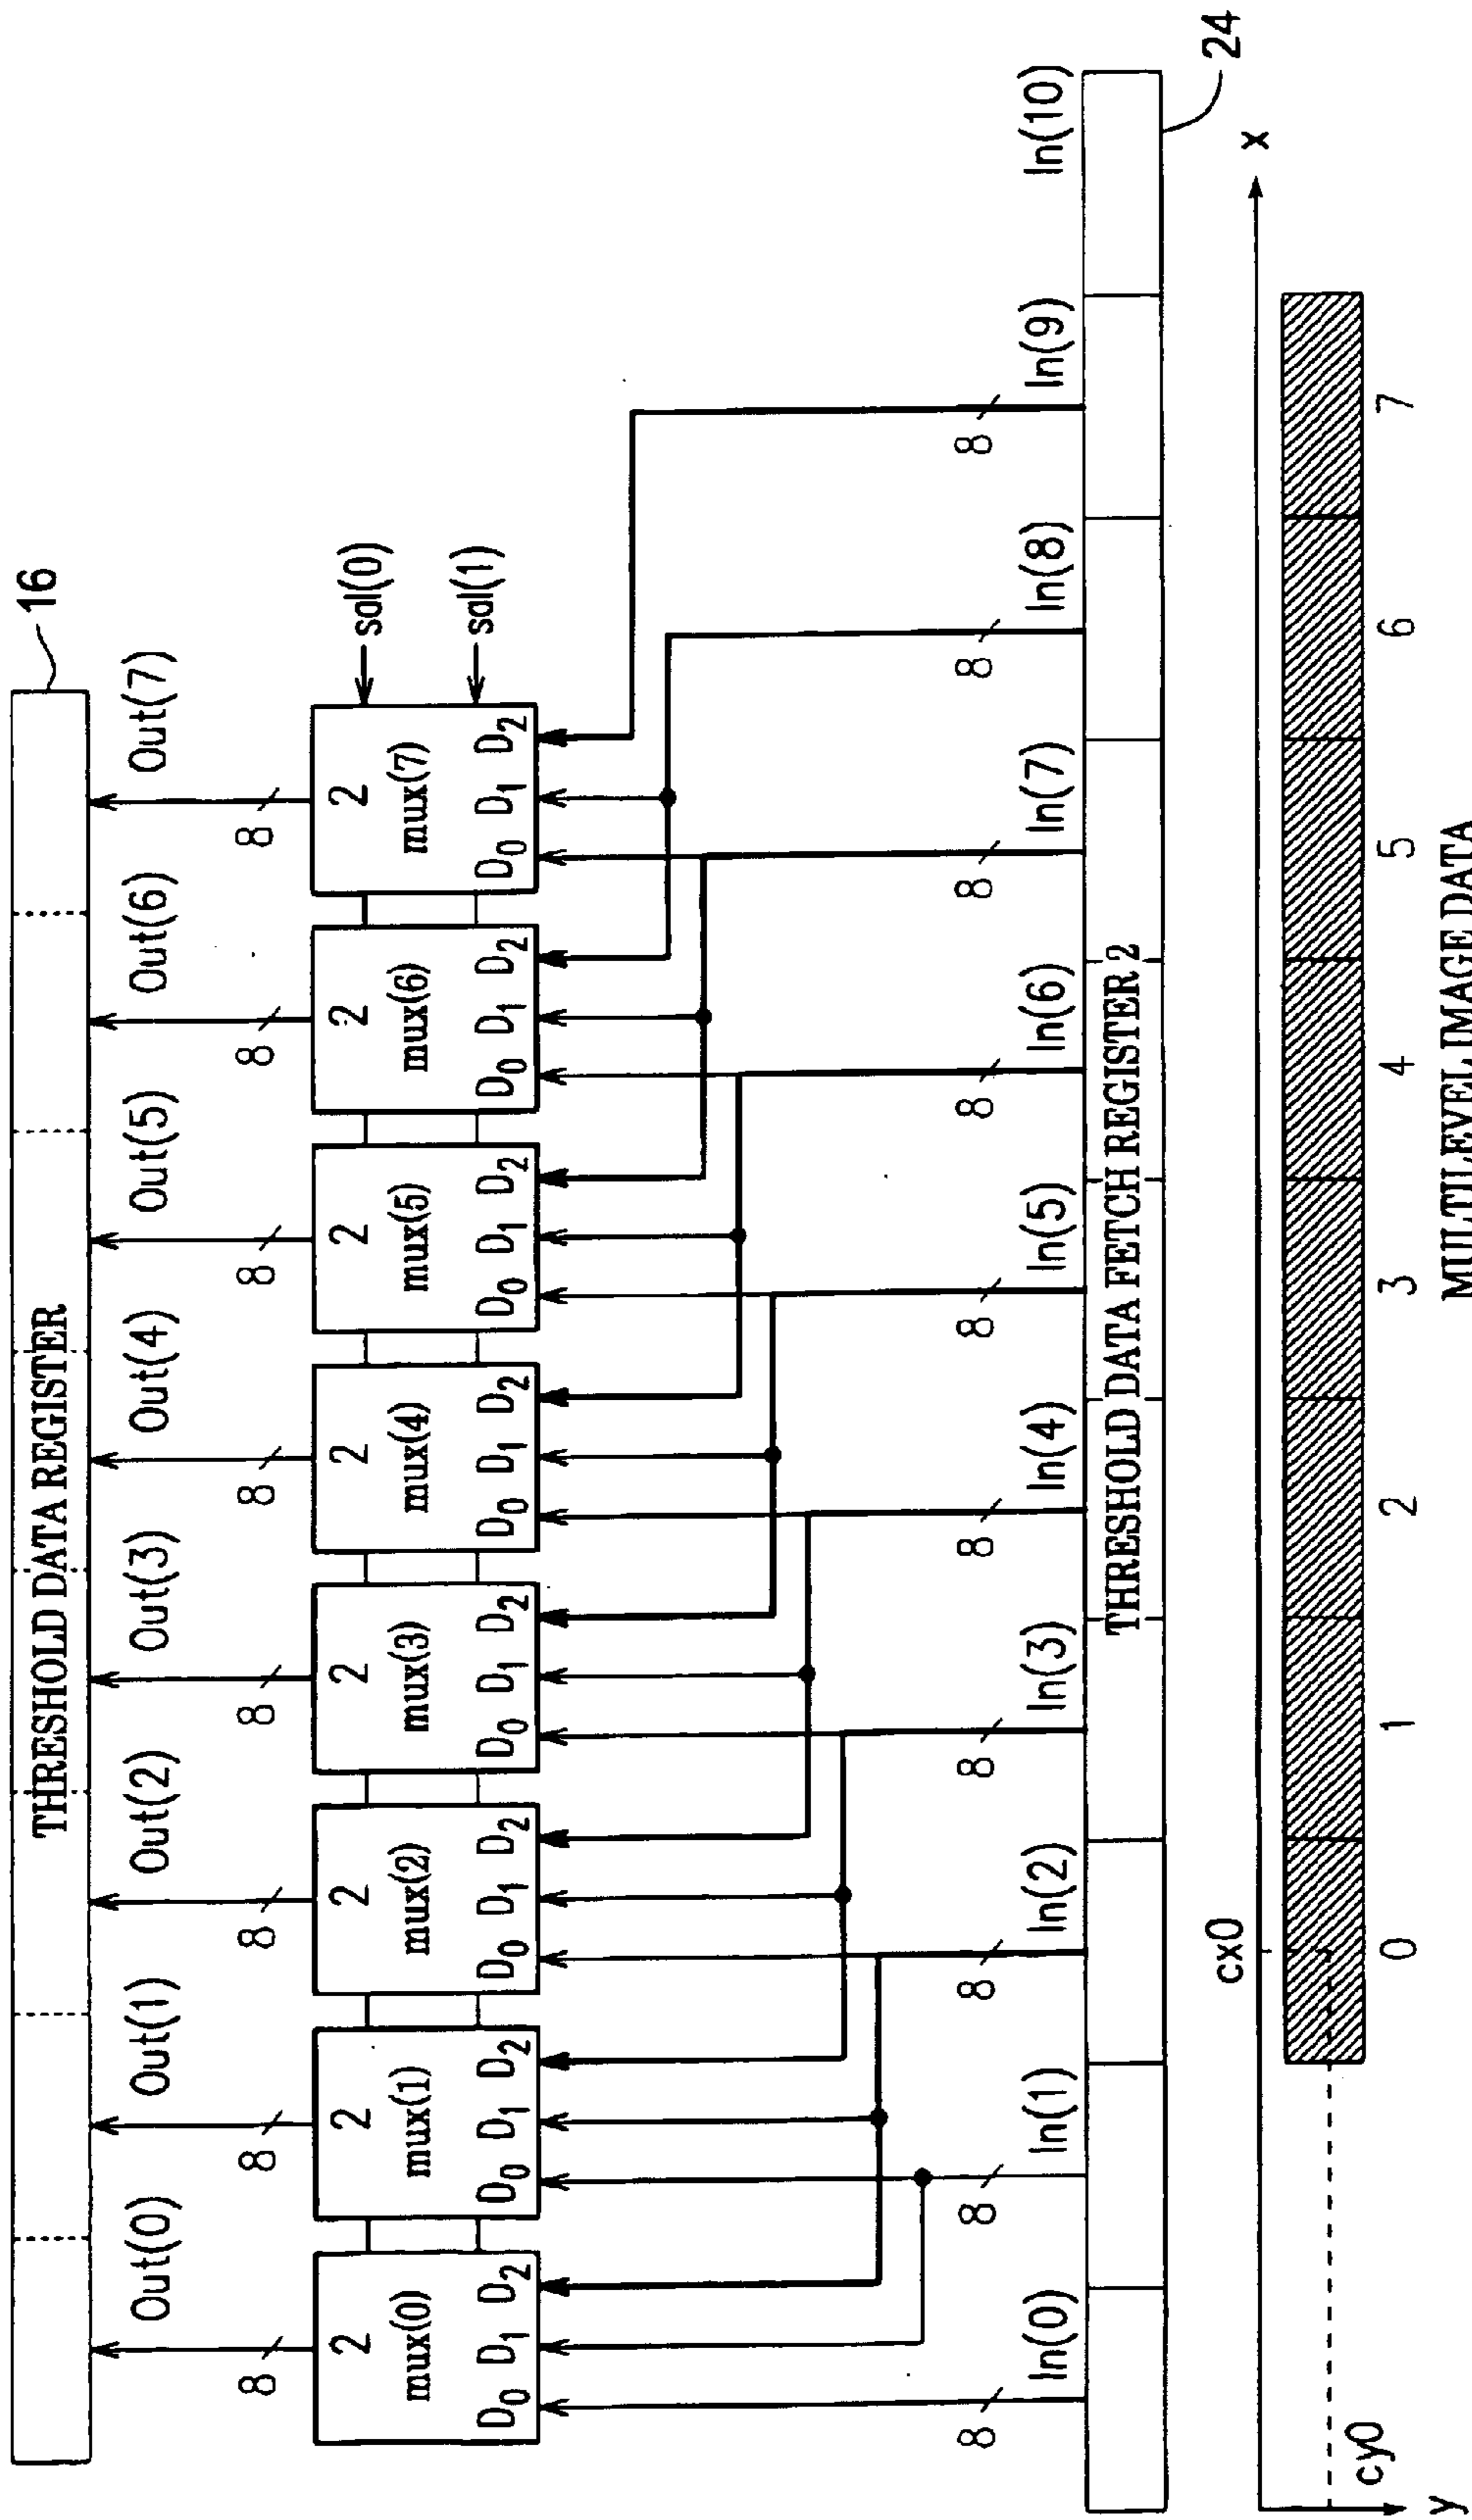 THRESHOLD DATA REGISTER
16
Out(0) Out(1) Out(2) Out(3) Out(4) Out(5) Out(6) Out(7)
8 8 8 8 8 8 8 8
2 2 2 2 2 2 2 2
sal(0)
mux(0) mux(1) mux(2) mux(3) mux(4) mux(5) mux(6) mux(7)
sal(1)
D0 D1 D2 D0 D1 D2 D0 D1 D2 D0 D1 D2 D0 D1 D2 D0 D1 D2 D0 D1 D2 D0 D1 D2
8 8 8 8 8 8 8 8 8 8
In(0) In(1) In(2) In(3) In(4) In(5) In(6) In(7) In(8) In(9) In(10)
THRESHOLD DATA FETCH REGISTER 2
24
cx0
x
cy0
y
0 1 2 3 4 5 6 7
MULTILEVEL IMAGE DATA